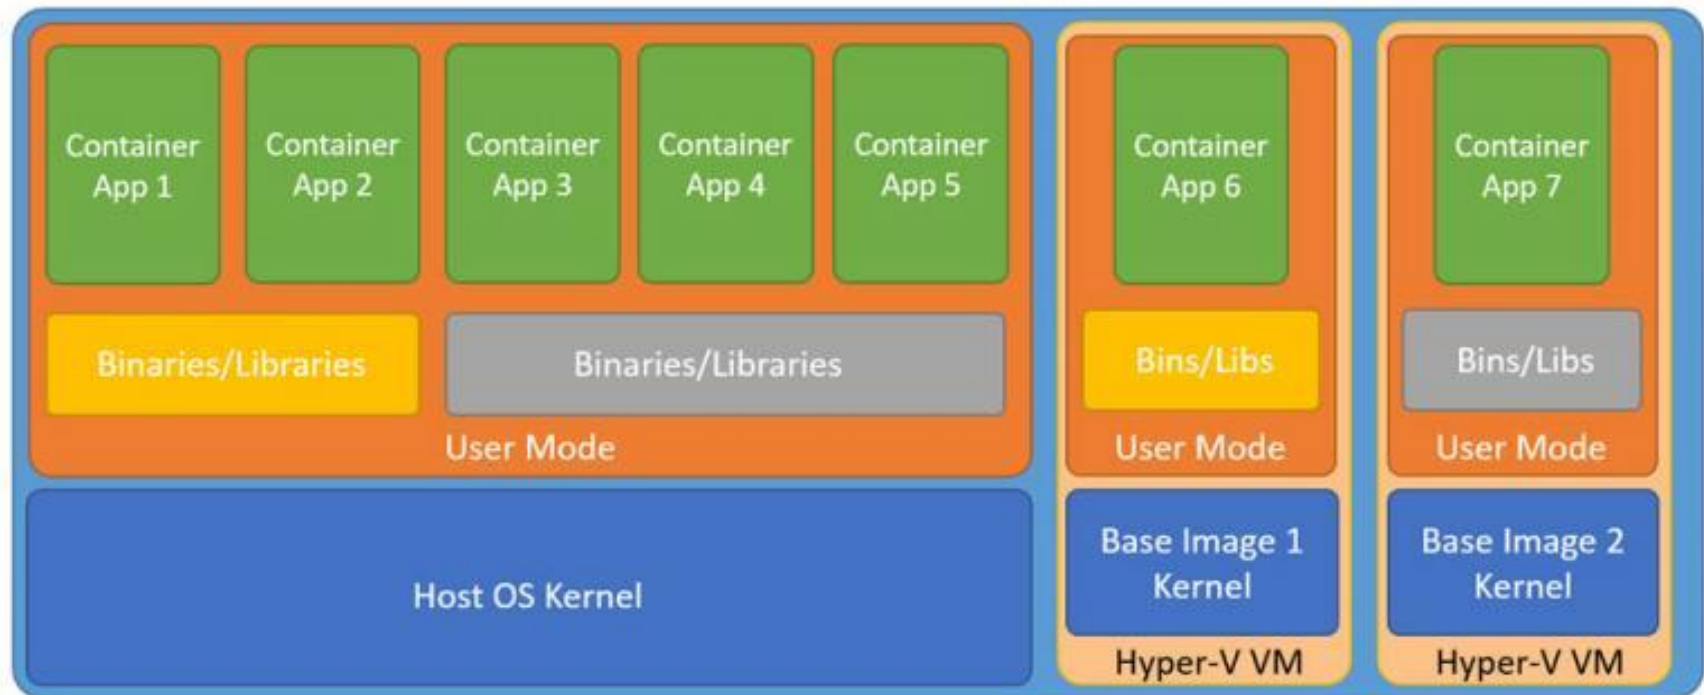 Container
App 1
Container
App 2
Container
App 3
Container
App 4
Container
App 5
Binaries/Libraries
Binaries/Libraries
User Mode
Host OS Kernel
Container
App 6
Bins/Libs
User Mode
Base Image 1
Kernel
Hyper-V VM
Container
App 7
Bins/Libs
User Mode
Base Image 2
Kernel
Hyper-V VM